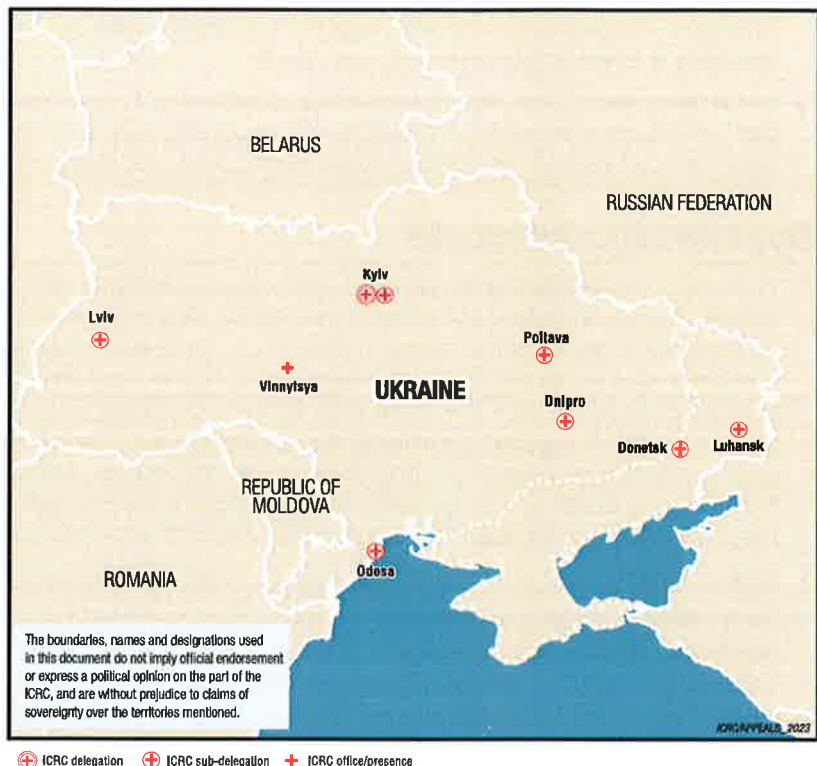 BELARUS
RUSSIAN FEDERATION
Kyiv
Lviv
Poltava
Vinnytsya
UKRAINE
Dnipro
Donetsk
Luhansk
REPUBLIC OF
MOLDOVA
Odesa
ROMANIA
The boundaries, names and designations used
in this document do not imply official endorsement
or express a political opinion on the part of the
ICRC, and are without prejudice to claims of
sovereignty over the territories mentioned.
ICRC/APPEALS_2023
ICRC delegation ICRC sub-delegation ICRC office/presence